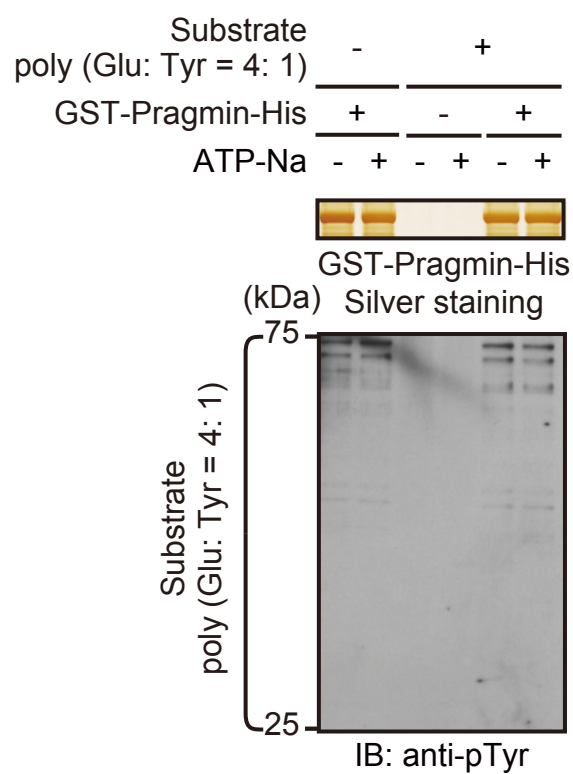 Substrate
poly (Glu: Tyr = 4: 1)
- +
GST-Pragmin-His + - +
ATP-Na - + - + - +
GST-Pragmin-His
Silver staining
(kDa)
75
Substrate
poly (Glu: Tyr = 4: 1)
25
IB: anti-pTyr